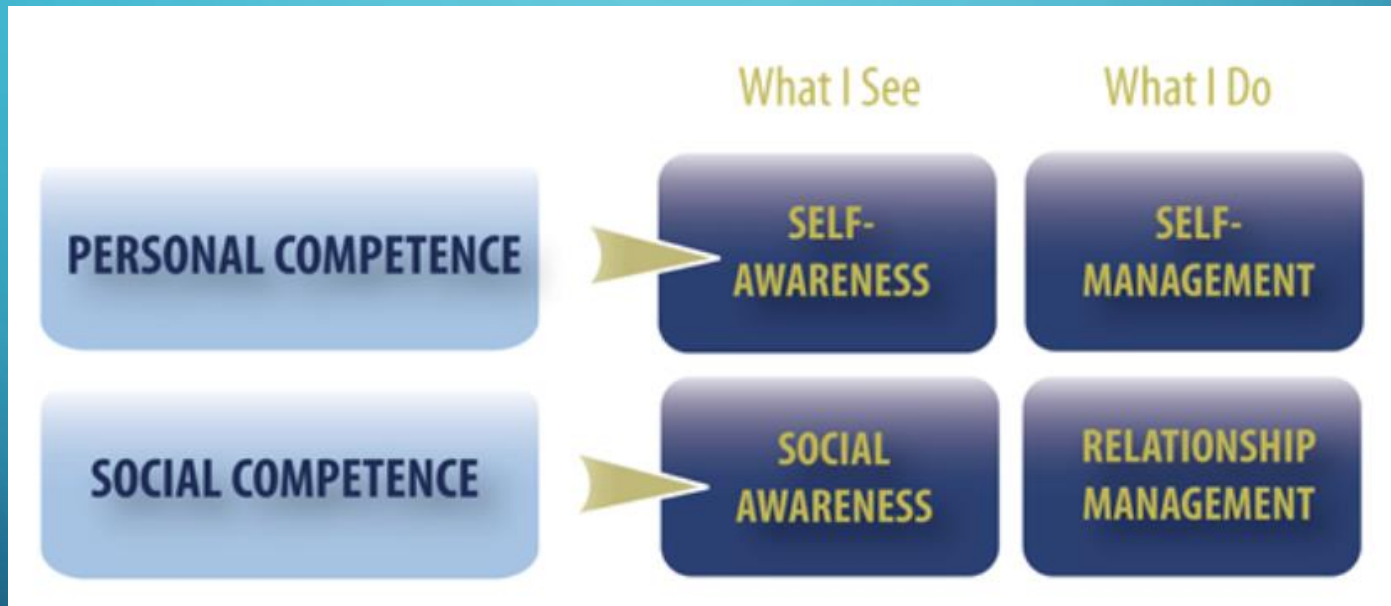 What I See
What I Do
PERSONAL COMPETENCE
SELF-
AWARENESS
SELF-
MANAGEMENT
SOCIAL COMPETENCE
SOCIAL
AWARENESS
RELATIONSHIP
MANAGEMENT